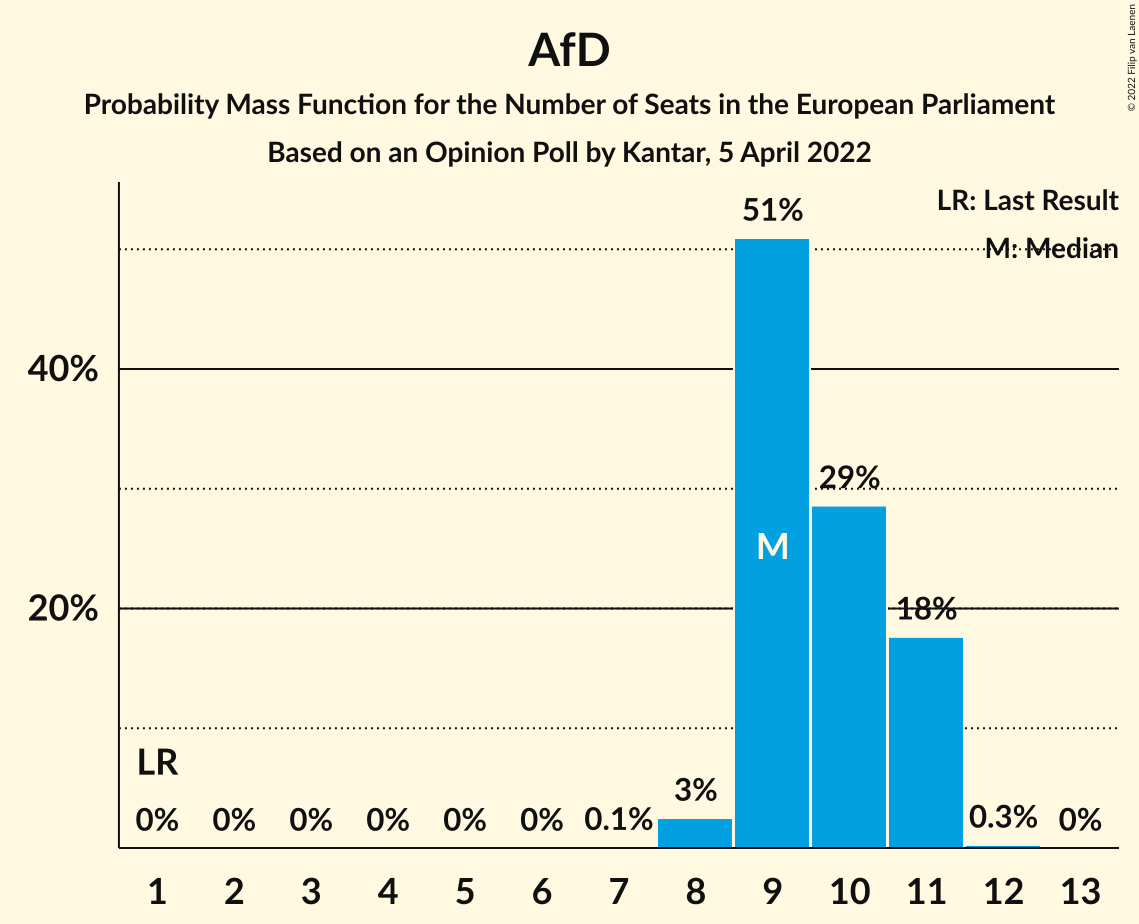 AfD
Probability Mass Function for the Number of Seats in the European Parliament
Based on an Opinion Poll by Kantar, 5 April 2022
© 2022 Filip van Laenen
LR: Last Result
M: Median
51%
40%
29%
M
20%
18%
LR
0% 0% 0% 0% 0% 0% 0.1% 3% 0.3% 0%
1 2 3 4 5 6 7 8 9 10 11 12 13